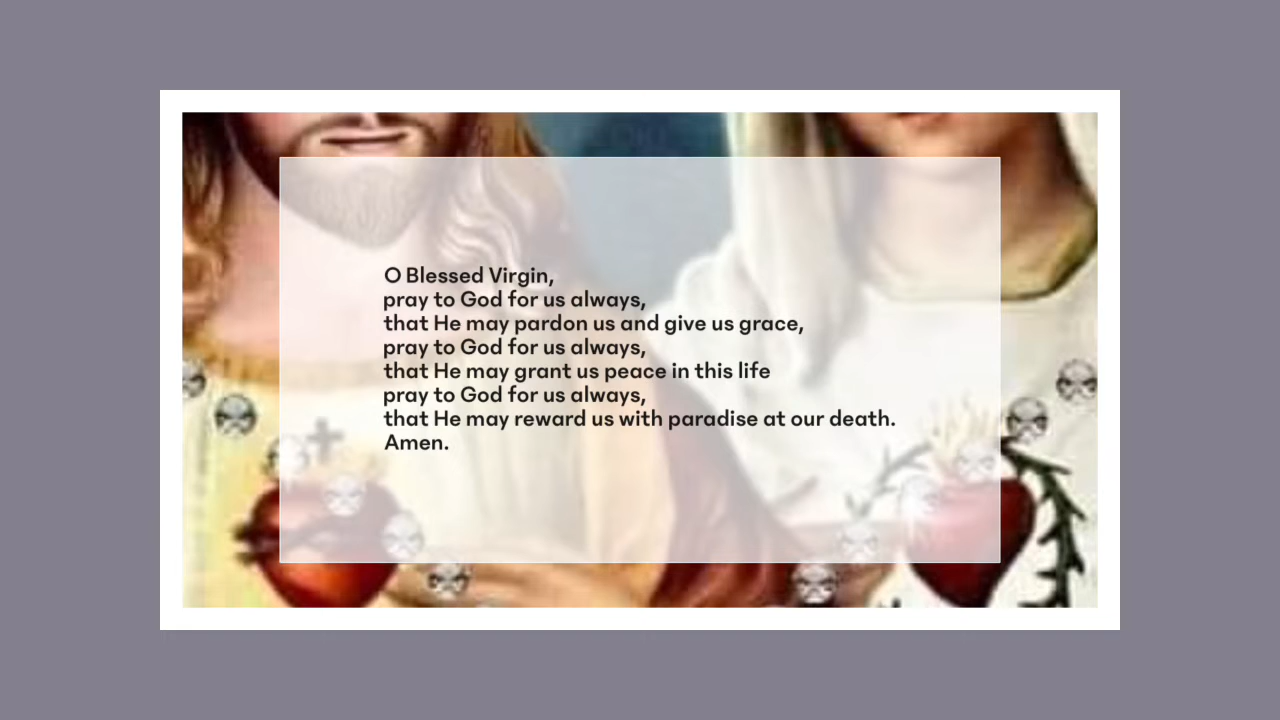 O Blessed Virgin,
pray to God for us always,
that He may pardon us and give us grace,
pray to God for us always,
that He may grant us peace in this life
pray to God for us always,
that He may reward us with paradise at our death.
Amen.